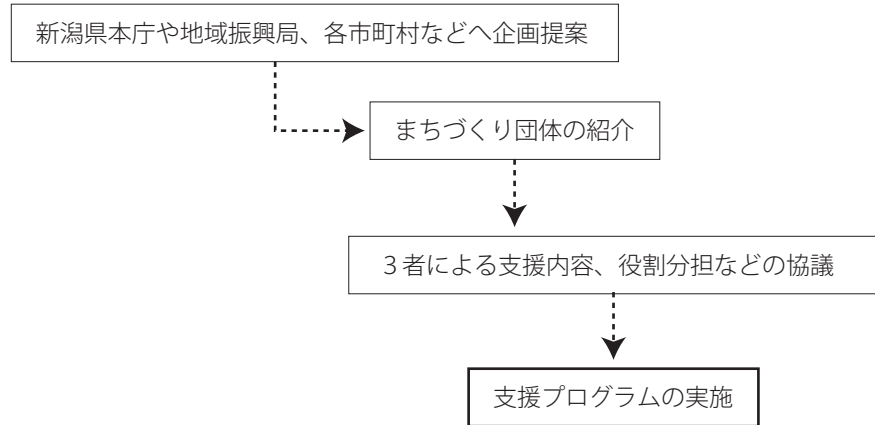 新潟県本庁や地域振興局、各市町村などへ企画提案
まちづくり団体の紹介
３者による支援内容、役割分担などの協議
支援プログラムの実施